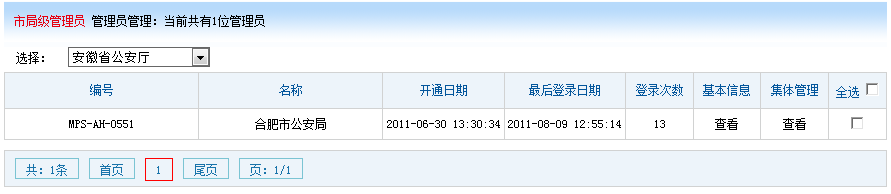 市局级管理员 管理员管理：当前共有1位管理员
选择： 安徽省公安厅
编号 名称 开通日期 最后登录日期 登录次数 基本信息 集体管理 全选
MPS-AH-0551 合肥市公安局 2011-06-30 13:30:34 2011-08-09 12:55:14 13 查看 查看
共：1条 首页 1 尾页 页：1/1